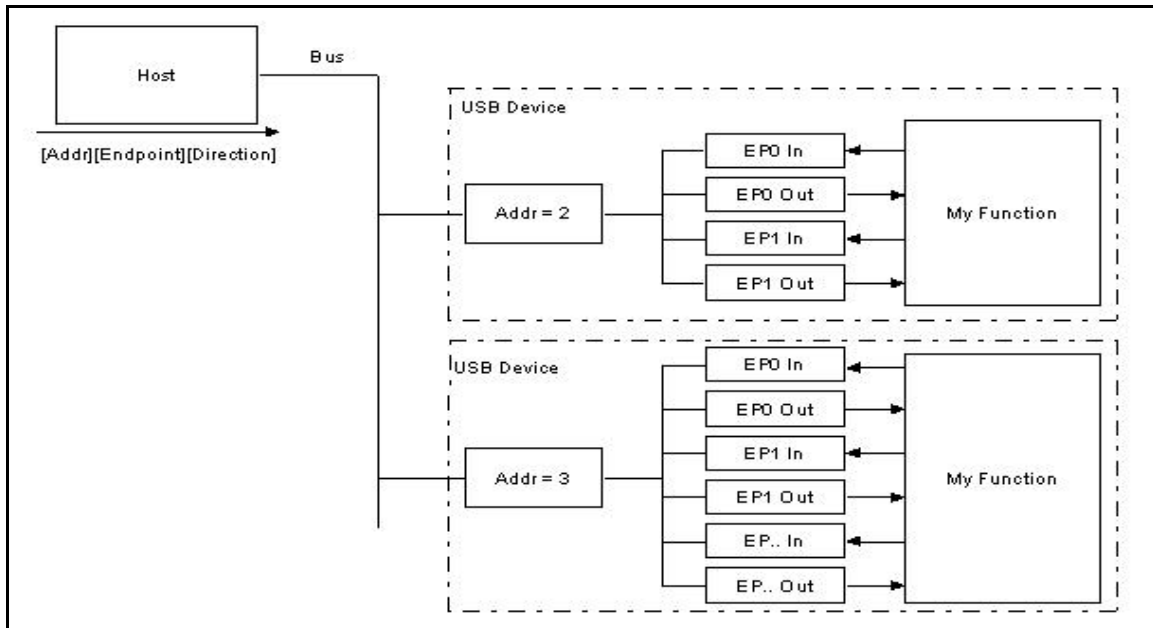 Host
Bus
[Addr][Endpoint][Direction]
USB Device
Addr = 2
EP0 In
EP0 Out
EP1 In
EP1 Out
My Function
USB Device
Addr = 3
EP0 In
EP0 Out
EP1 In
EP1 Out
EP.. In
EP.. Out
My Function